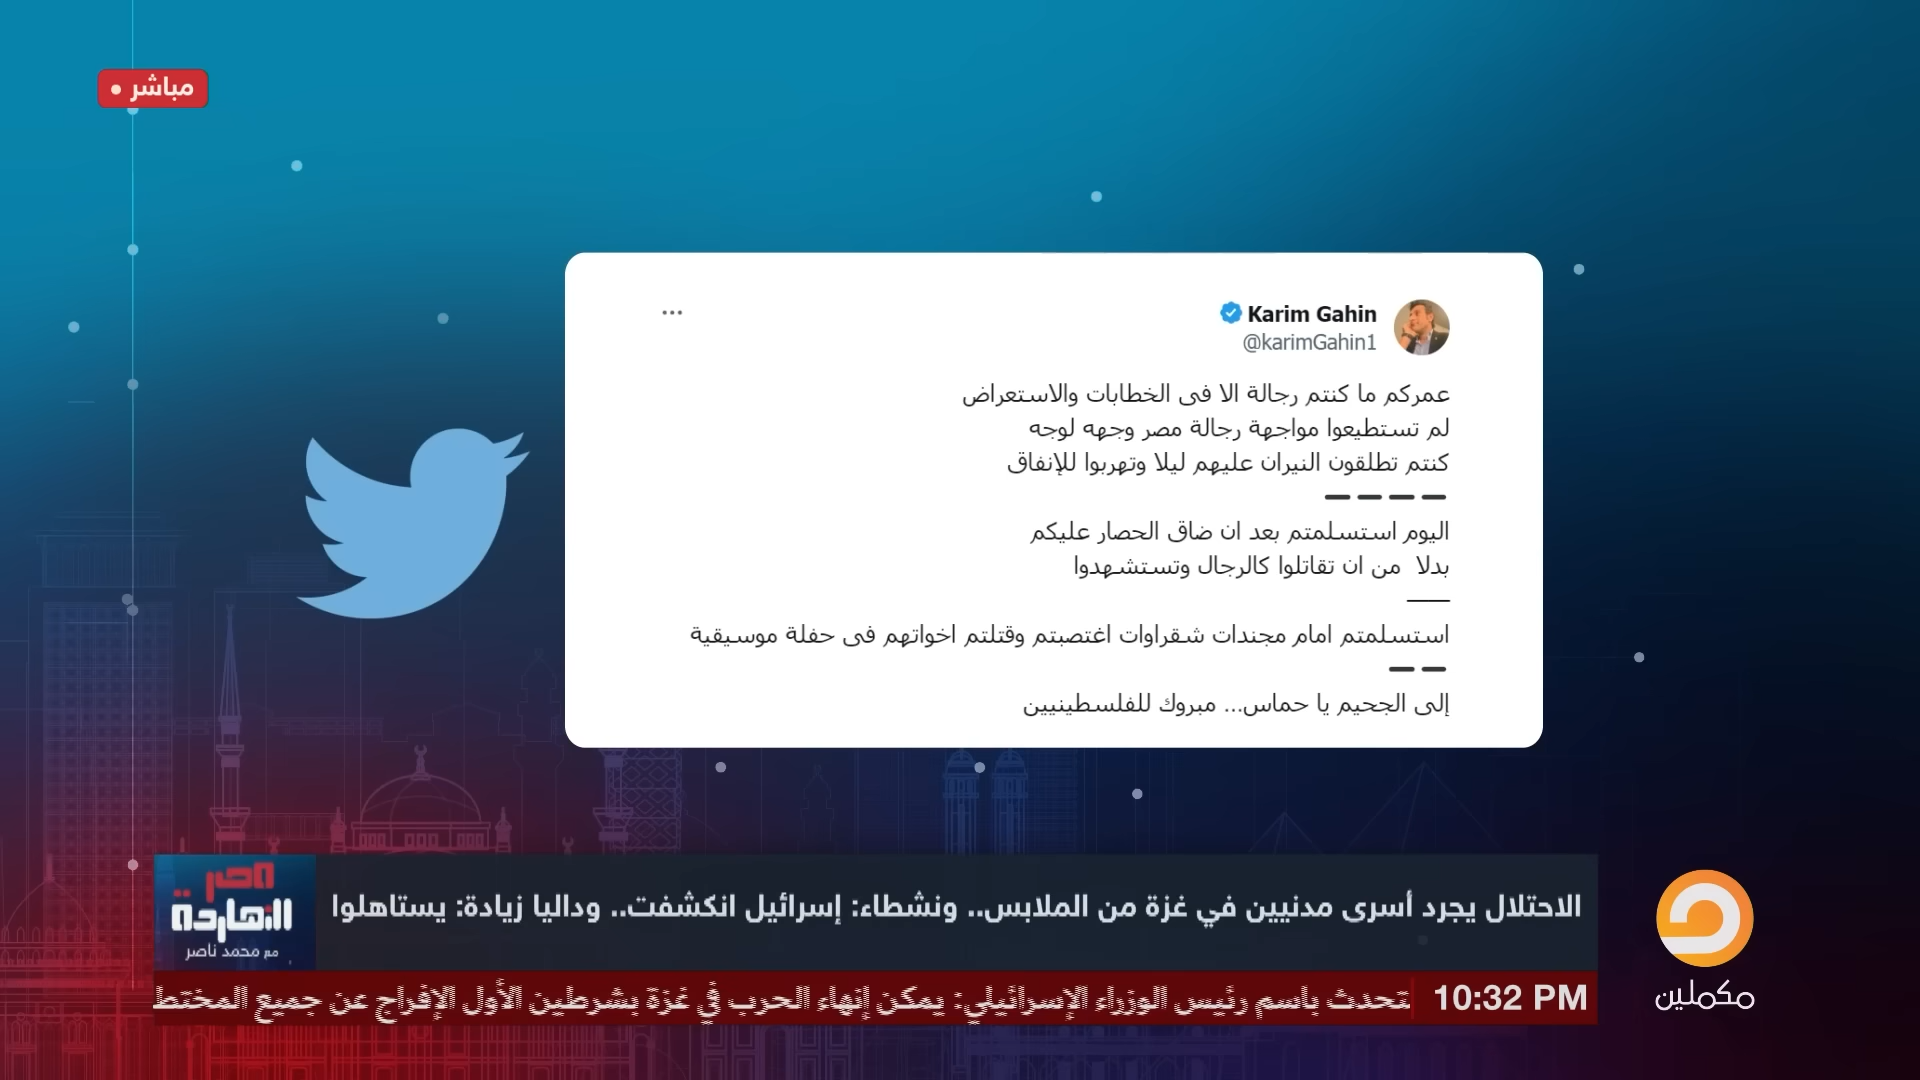 مباشر
Karim Gahin
@karimGahin1
عمركم ما كنتم رجالة الا فى الخطابات والاستعراض
لم تستطيعوا مواجهة رجالة مصر وجهه لوجه
كنتم تطلقون النيران عليهم ليلا وتهربوا للإنفاق
اليوم استسلمتم بعد ان ضاق الحصار عليكم
بدلا من ان تقاتلوا كالرجال وتستشهدوا
استسلمتم امام مجندات شقراوات اغتصبتم وقتلتم اخواتهم فى حفلة موسيقية
إلى الجحيم يا حماس... مبروك للفلسطينيين
مصر
النهاردة
مع محمد ناصر
الاحتلال يجرد أسرى مدنيين في غزة من الملابس.. ونشطاء: إسرائيل انكشفت.. وداليا زيادة: يستاهلوا
10:32 PM
باسم رئيس الوزراء الإسرائيلي: يمكن إنهاء الحرب في غزة بشرطين الأول الإفراج عن جميع
مكملين